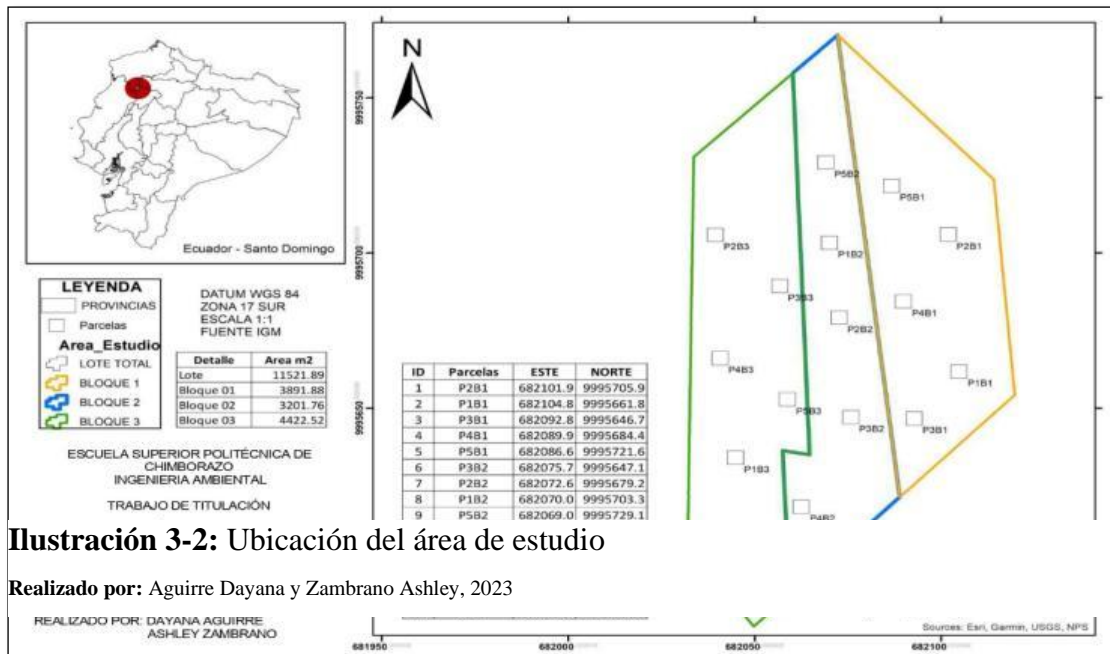 Ecuador - Santo Domingo
LEYENDA
PROVINCIAS
Parcelas
Area_Estudio
LOTE TOTAL
BLOQUE 1
BLOQUE 2
BLOQUE 3
DATUM WGS 84
ZONA 17 SUR
ESCALA 1:1
FUENTE IGM
Detalle Area m2
Lote 11521.89
Bloque 01 3891.88
Bloque 02 3201.76
Bloque 03 4422.52
ESCUELA SUPERIOR POLITÉCNICA DE
CHIMBORAZO
INGENIERIA AMBIENTAL
TRABAJO DE TITULACIÓN
N
9995750
9995700
9995650
P5B2
P5B1
P2B3
P1B2
P2B1
P3B3
P4B1
P2B2
P4B3
P1B1
P5B3
P3B2
P3B1
P1B3
P4B2
ID Parcelas ESTE NORTE
1 P2B1 682101.9 9995705.9
2 P1B1 682104.8 9995661.8
3 P3B1 682092.8 9995646.7
4 P4B1 682089.9 9995684.4
5 P5B1 682086.6 9995721.6
6 P3B2 682075.7 9995647.1
7 P2B2 682072.6 9995679.2
8 P1B2 682070.0 9995703.3
9 P5B2 682069.0 9995729.1
Ilustración 3-2: Ubicación del área de estudio
Realizado por: Aguirre Dayana y Zambrano Ashley, 2023
REALIZADO POR: DAYANA AGUIRRE
ASHLEY ZAMBRANO
Sources: Esri, Garmin, USGS, NPS
681950 682000 682050 682100